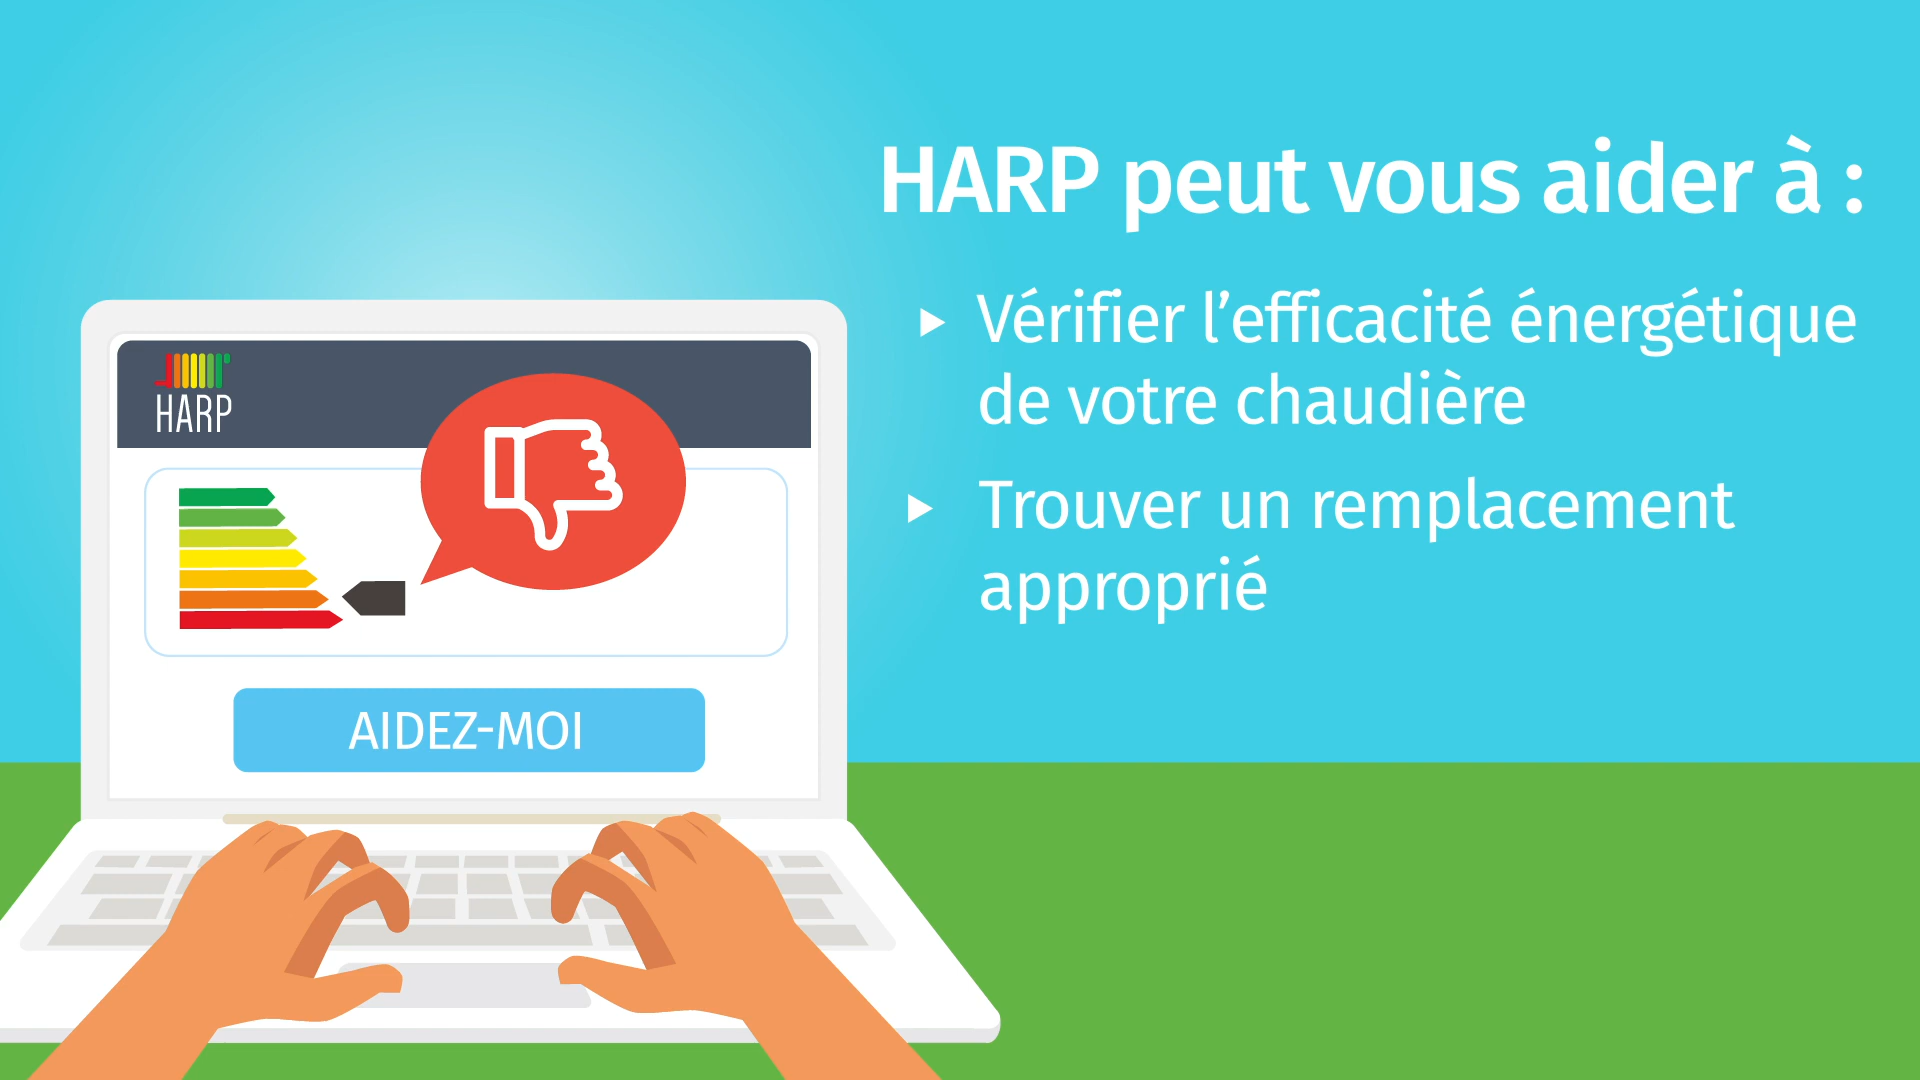 HARP peut vous aider à :
Vérifier l’efficacité énergétique
de votre chaudière
Trouver un remplacement
approprié
HARP
AIDEZ-MOI